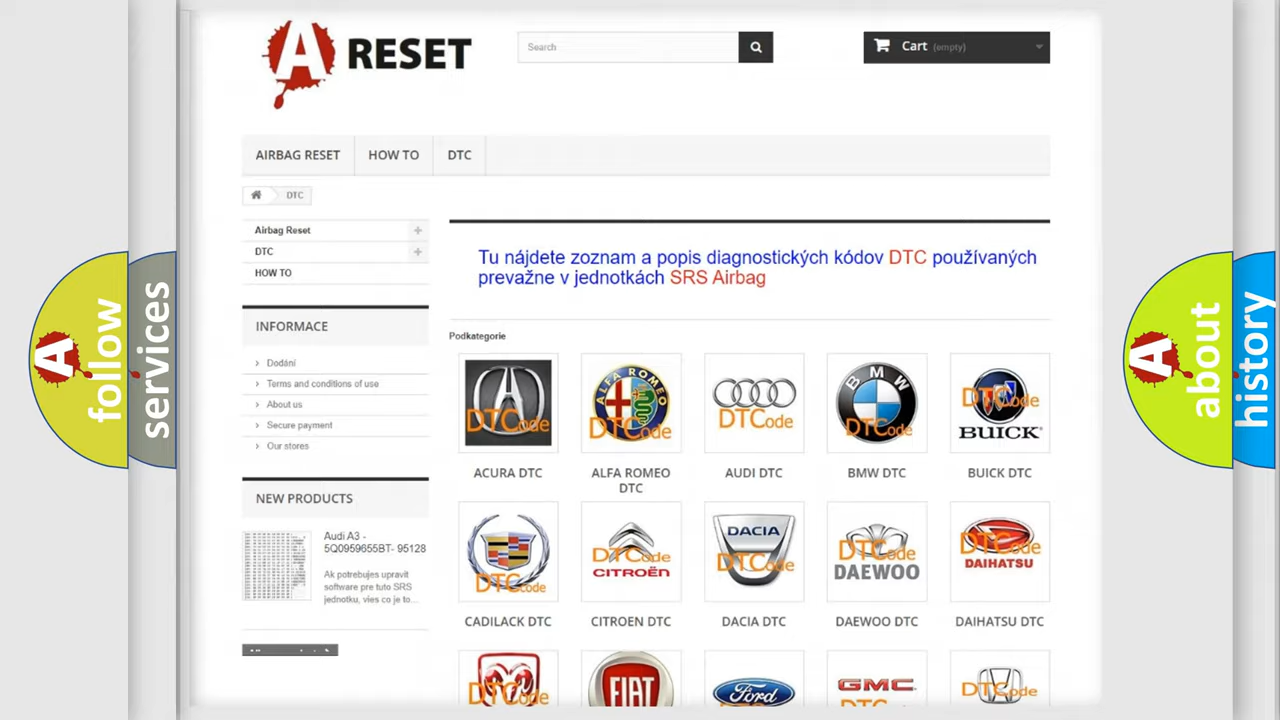 A RESET
Search
Cart (empty)
AIRBAG RESET
HOW TO
DTC
DTC
Airbag Reset
DTC
HOW TO
Tu nájdete zoznam a popis diagnostických kódov DTC používaných
prevažne v jednotkách SRS Airbag
INFORMACE
Dodání
Terms and conditions of use
About us
Secure payment
Our stores
Podkategorie
DTCode
ALFA ROMEO
DTCode
DTCode
BMW
DTCode
DTCode
BUICK
ACURA DTC
ALFA ROMEO
DTC
AUDI DTC
BMW DTC
BUICK DTC
NEW PRODUCTS
Audi A3 -
5Q0959655BT- 95128
Ak potrebujes upravit
software pre tuto SRS
jednotku, vies co je to...
DTCode
DTCode
CITROËN
DACIA
DTCode
DTCode
DAEWOO
DTCode
DAIHATSU
CADILACK DTC
CITROEN DTC
DACIA DTC
DAEWOO DTC
DAIHATSU DTC
DTCode
FIAT
Ford
GMC
DTCode
A follow
services
A about
history